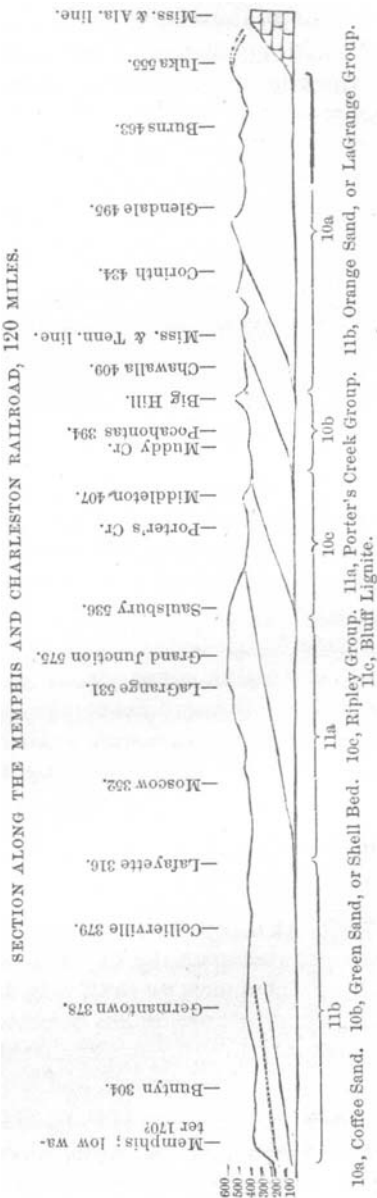 SECTION ALONG THE MEMPHIS AND CHARLESTON RAILROAD, 120 MILES.
—Memphis; low wa-
ter 170?
—Buntyn 304.
—Germantown 378.
—Collierville 379.
—Lafayette 316.
—Moscow 352.
—LaGrange 531.
—Grand Junction 575.
—Saulsbury 536.
—Porter's Cr.
—Middleton, 407.
—Muddy Cr.
—Pocahontas 394.
—Big Hill.
—Chawalla 409.
—Miss. & Tenn. line.
—Corinth 434.
—Glendale 495.
—Burns 463.
—Iuka 555.
—Miss. & Ala. line.
600
500
400
300
200
100
11b
11a
10c
10b
10a
10a, Coffee Sand. 10b, Green Sand, or Shell Bed. 10c, Ripley Group. 11a, Porter's Creek Group. 11b, Orange Sand, or LaGrange Group.
11c, Bluff Lignite.